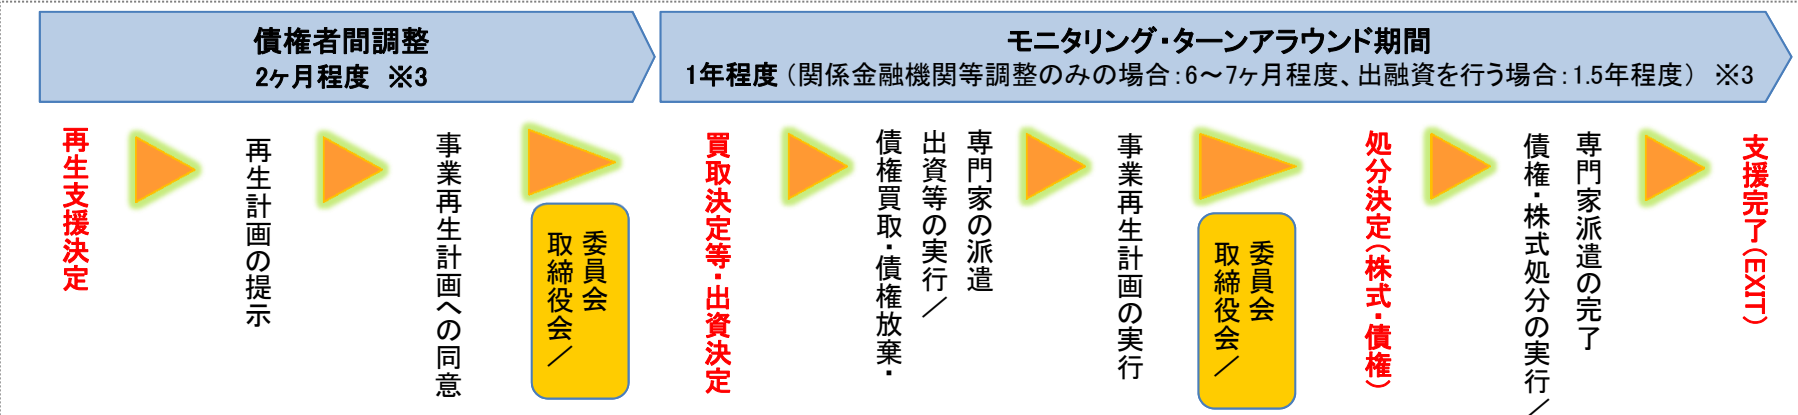 債権者間調整
2ヶ月程度 ※3
モニタリング・ターンアラウンド期間
1年程度（関係金融機関等調整のみの場合：6～7ヶ月程度、出融資を行う場合：1.5年程度） ※3
再生支援決定
再生計画の提示
事業再生計画への同意
取締役会／
委員会
買取決定等・出資決定
債権買取・債権放棄・
出資等の実行／
専門家の派遣
事業再生計画の実行
取締役会／
委員会
処分決定（株式・債権）
債権・株式処分の実行／
専門家派遣の完了
支援完了（EXIT）